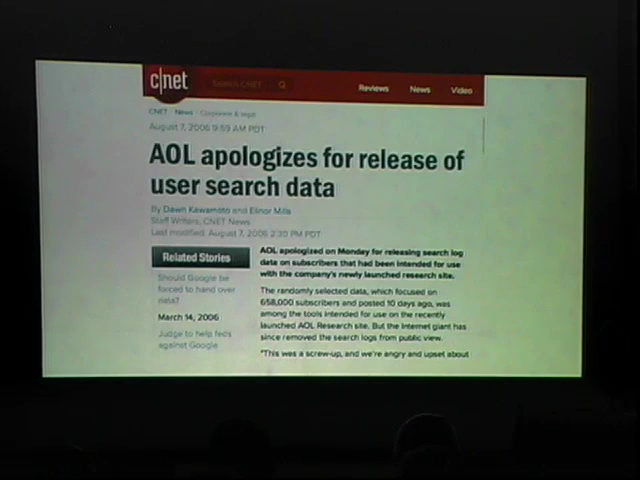 c|net
Search CNET
Reviews News Video
CNET News Corporate & legal
August 7, 2006 9:59 AM PDT
AOL apologizes for release of
user search data
By Dawn Kawamoto and Elinor Mills
Staff Writers, CNET News
Last modified: August 7, 2006 2:30 PM PDT
Related Stories
Should Google be
forced to hand over
data?
March 14, 2006
Judge to help feds
against Google
AOL apologized on Monday for releasing search log
data on subscribers that had been intended for use
with the company's newly launched research site.
The randomly selected data, which focused on
658,000 subscribers and posted 10 days ago, was
among the tools intended for use on the recently
launched AOL Research site. But the Internet giant has
since removed the search logs from public view.
"This was a screw-up, and we're angry and upset about